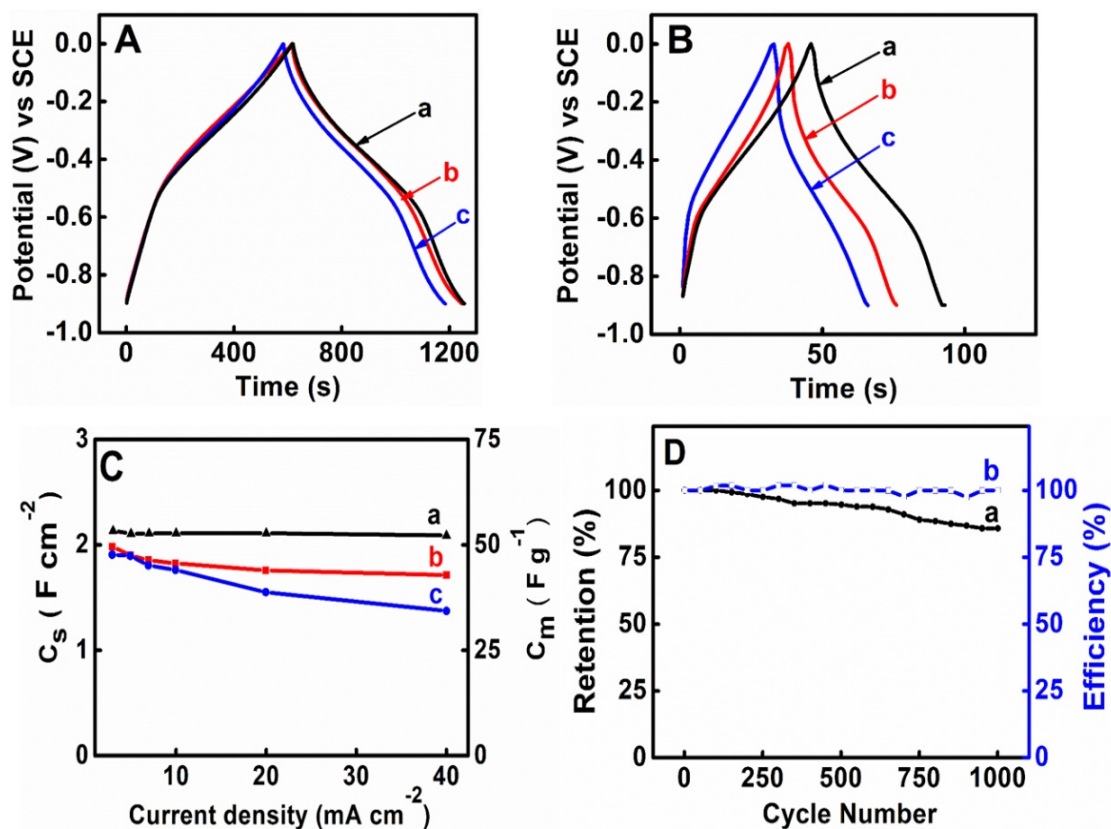 A
Potential (V) vs SCE
0.0
-0.2
-0.4
-0.6
-0.8
-1.0
a
b
c
0 400 800 1200
Time (s)
B
Potential (V) vs SCE
0.0
-0.2
-0.4
-0.6
-0.8
-1.0
a
b
c
0 50 100
Time (s)
C
C_s ( F cm⁻²)
3
2
1
0
a
b
c
75
50
25
0
C_m ( F g⁻¹)
10 20 30 40
Current density (mA cm⁻²)
D
Retention (%)
100
75
50
25
0
b
a
100
75
50
25
0
Efficiency (%)
0 250 500 750 1000
Cycle Number